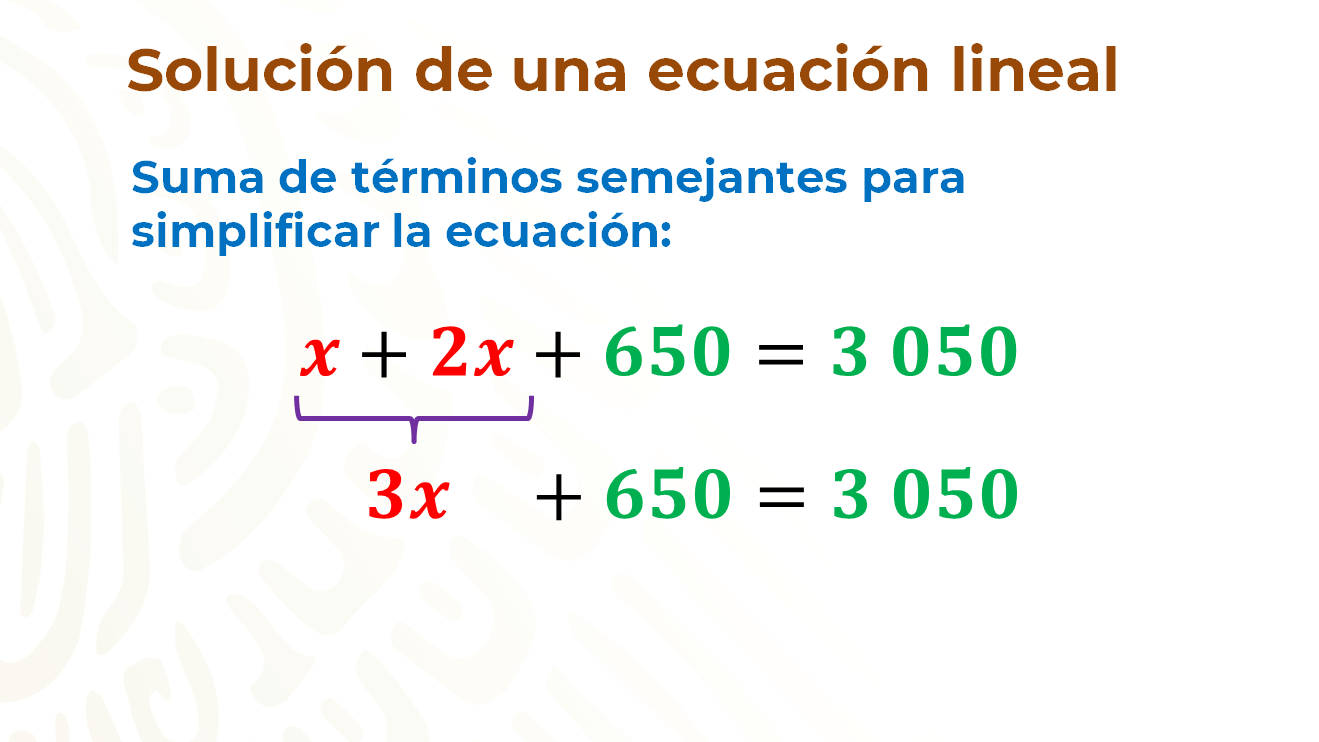 Solución de una ecuación lineal
Suma de términos semejantes para
simplificar la ecuación:
x + 2x + 650 = 3 050
3x + 650 = 3 050